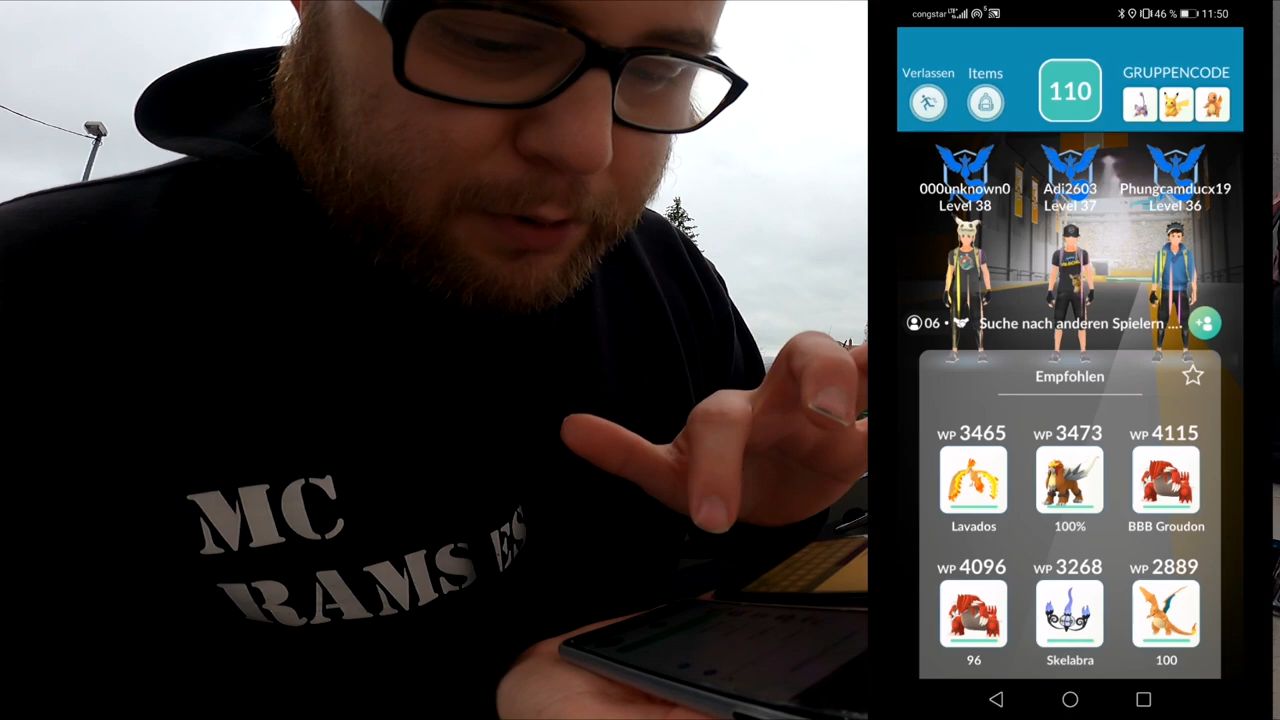 MC
RAMS ES
congstar 46 % 11:50
Verlassen Items 110 GRUPPENCODE
000unknown0 Adi2603 Phungcamducx19
Level 38 Level 37 Level 36
06 • Suche nach anderen Spielern ....
Empfohlen
WP 3465 WP 3473 WP 4115
Lavados 100% BBB Groudon
WP 4096 WP 3268 WP 2889
96 Skelabra 100